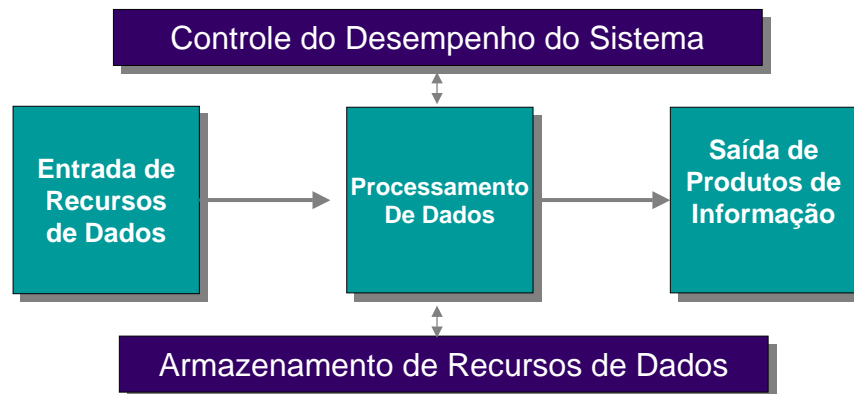 Controle do Desempenho do Sistema
Entrada de
Recursos
de Dados
Processamento
De Dados
Saída de
Produtos de
Informação
Armazenamento de Recursos de Dados